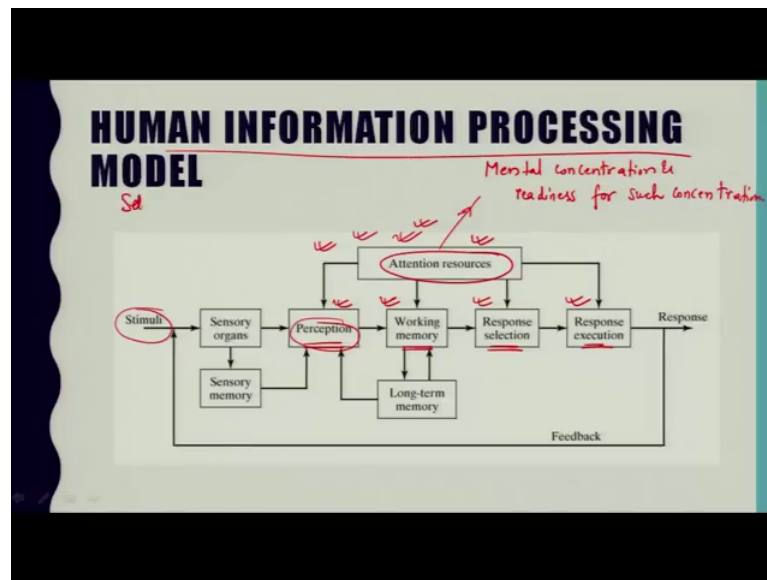 HUMAN INFORMATION PROCESSING
MODEL
Mental concentration &
readiness for such concentration
Sel
Attention resources
Stimuli
Sensory
organs
Perception
Working
memory
Response
selection
Response
execution
Response
Sensory
memory
Long-term
memory
Feedback